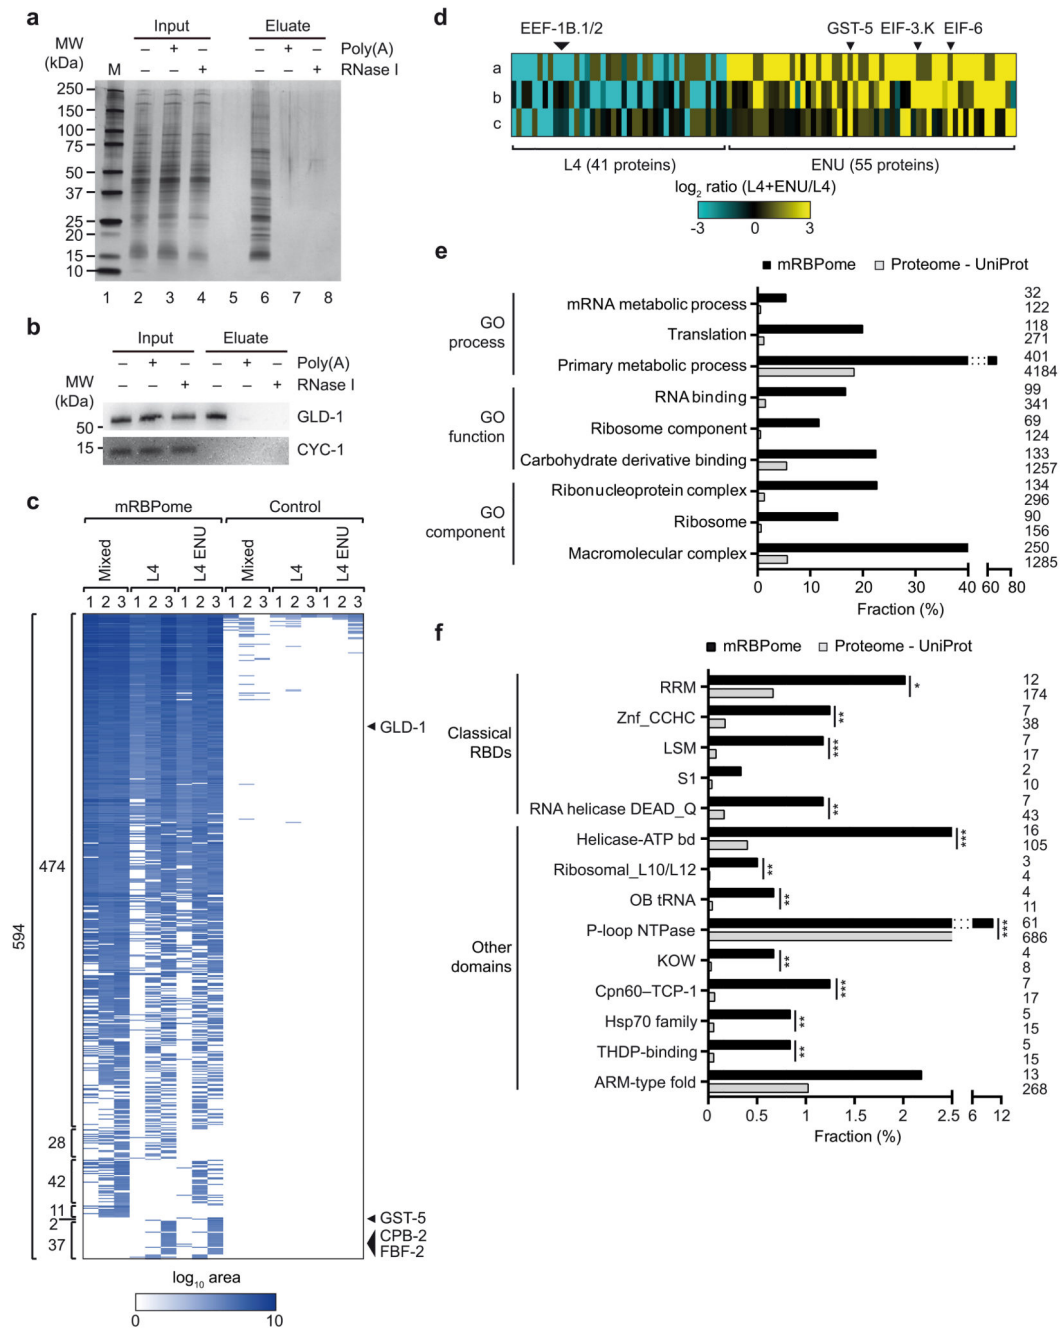 a
Input Eluate
MW (kDa)
– + – – + – Poly(A)
M – – + – – + RNase I
250
150
100
75
50
37
25
20
15
10
1 2 3 4 5 6 7 8
b
Input Eluate
– + – – + – Poly(A)
– – + – – + RNase I
MW (kDa)
50 GLD-1
15 CYC-1
c
mRBPome Control
Mixed L4 L4 ENU Mixed L4 L4 ENU
1 2 3 1 2 3 1 2 3 1 2 3 1 2 3 1 2 3
594
474
28
42
11
2
37
GLD-1
GST-5
CPB-2
FBF-2
log10 area
0 10
d
EEF-1B.1/2 GST-5 EIF-3.K EIF-6
a
b
c
L4 (41 proteins) ENU (55 proteins)
log2 ratio (L4+ENU/L4)
-3 0 3
e
mRBPome Proteome - UniProt
GO process
mRNA metabolic process 32 122
Translation 118 271
Primary metabolic process 401 4184
GO function
RNA binding 99 341
Ribosome component 69 124
Carbohydrate derivative binding 133 1257
GO component
Ribonucleoprotein complex 134 296
Ribosome 90 156
Macromolecular complex 250 1285
0 10 20 30 40 60 80
Fraction (%)
f
mRBPome Proteome - UniProt
Classical RBDs
RRM * 12 174
Znf_CCHC ** 7 38
LSM *** 7 17
S1 2 10
RNA helicase DEAD_Q ** 7 43
Other domains
Helicase-ATP bd *** 16 105
Ribosomal_L10/L12 ** 3 4
OB tRNA ** 4 11
P-loop NTPase *** 61 686
KOW ** 4 8
Cpn60–TCP-1 *** 7 17
Hsp70 family ** 5 15
THDP-binding ** 5 15
ARM-type fold 13 268
0 0.5 1 1.5 2 2.5 6 12
Fraction (%)